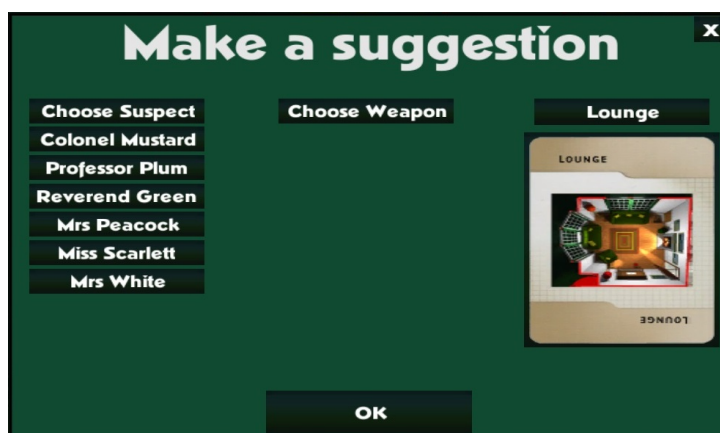 Make a suggestion
X
Choose Suspect
Colonel Mustard
Professor Plum
Reverend Green
Mrs Peacock
Miss Scarlett
Mrs White
Choose Weapon
Lounge
LOUNGE
LOUNGE
OK